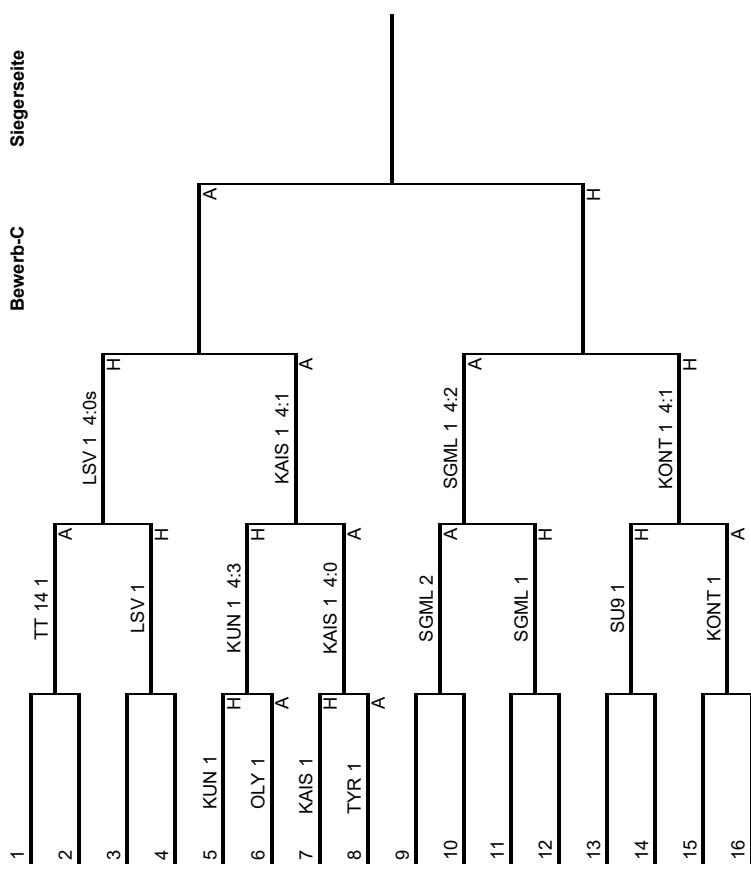 Bewerb-C Siegerseite
1
2
3
4
5 KUN 1
6 OLY 1
7 KAIS 1
8 TYR 1
9
10
11
12
13
14
15
16
H
A
H
A
TT 14 1
LSV 1
KUN 1 4:3
KAIS 1 4:0
SGML 2
SGML 1
SU9 1
KONT 1
A
H
H
A
A
H
H
A
LSV 1 4:0s
KAIS 1 4:1
SGML 1 4:2
KONT 1 4:1
H
A
A
H
A
H